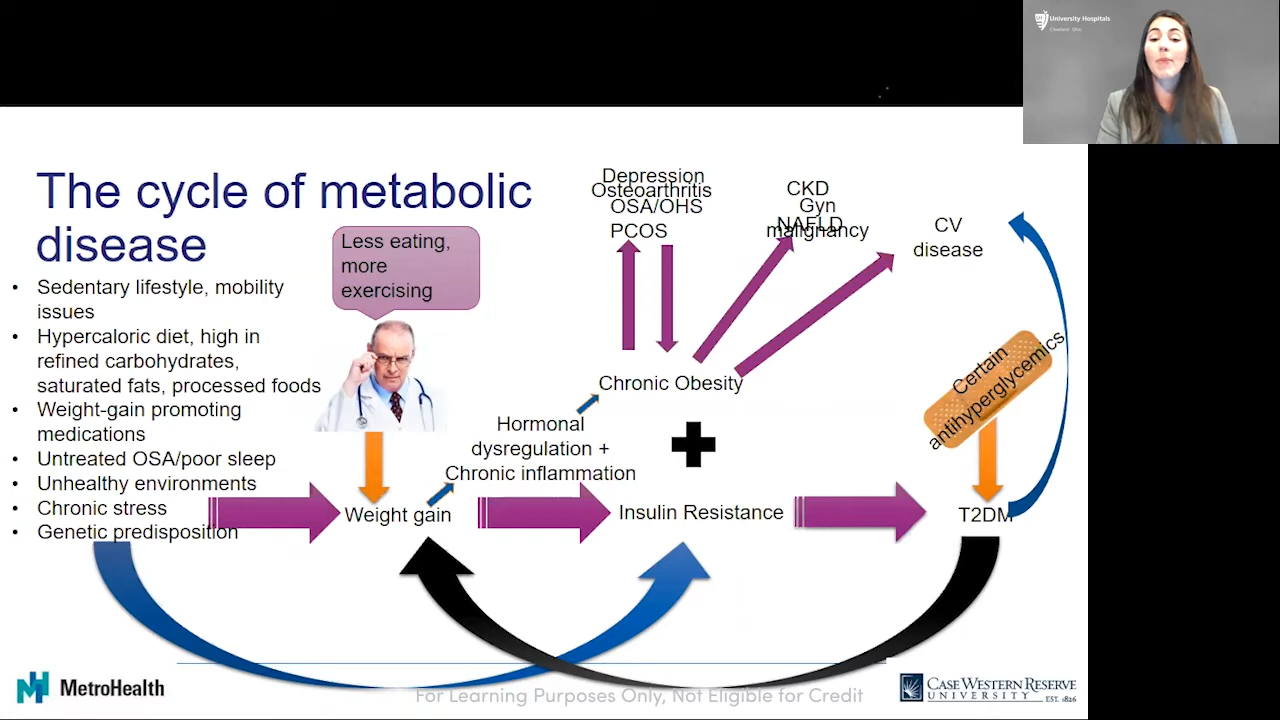 University Hospitals
Cleveland Ohio
The cycle of metabolic
disease
• Sedentary lifestyle, mobility
issues
• Hypercaloric diet, high in
refined carbohydrates,
saturated fats, processed foods
• Weight-gain promoting
medications
• Untreated OSA/poor sleep
• Unhealthy environments
• Chronic stress
• Genetic predisposition
Less eating,
more
exercising
Depression
Osteoarthritis
OSA/OHS
PCOS
CKD
Gyn
NAFLD
malignancy
CV
disease
Chronic Obesity
Hormonal
dysregulation +
Chronic inflammation
Weight gain
Insulin Resistance
Certain
antihyperglycemics
T2DM
MetroHealth
For Learning Purposes Only, Not Eligible for Credit
CASE WESTERN RESERVE
UNIVERSITY EST. 1826